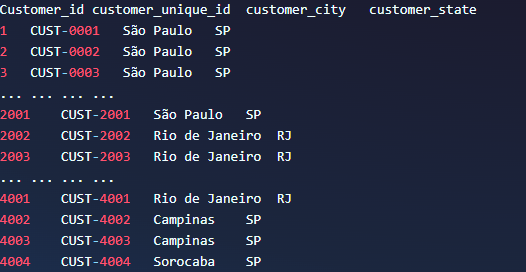 Customer_id customer_unique_id customer_city customer_state
1 CUST-0001 São Paulo SP
2 CUST-0002 São Paulo SP
3 CUST-0003 São Paulo SP
... ... ... ...
2001 CUST-2001 São Paulo SP
2002 CUST-2002 Rio de Janeiro RJ
2003 CUST-2003 Rio de Janeiro RJ
... ... ... ...
4001 CUST-4001 Rio de Janeiro RJ
4002 CUST-4002 Campinas SP
4003 CUST-4003 Campinas SP
4004 CUST-4004 Sorocaba SP